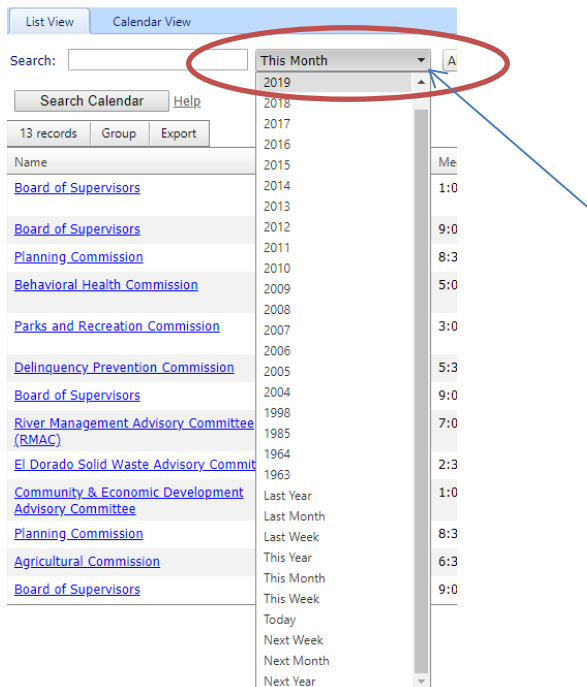 List View Calendar View
Search: This Month A
Search Calendar Help
13 records Group Export
Name Me
Board of Supervisors 1:0
Board of Supervisors 9:0
Planning Commission 8:3
Behavioral Health Commission 5:0
Parks and Recreation Commission 3:0
Delinquency Prevention Commission 5:3
Board of Supervisors 9:0
River Management Advisory Committee 7:0
(RMAC)
El Dorado Solid Waste Advisory Commit 2:3
Community & Economic Development 1:0
Advisory Committee
Planning Commission 8:3
Agricultural Commission 6:3
Board of Supervisors 9:0
2019
2018
2017
2016
2015
2014
2013
2012
2011
2010
2009
2008
2007
2006
2005
2004
1998
1985
1964
1963
Last Year
Last Month
Last Week
This Year
This Month
This Week
Today
Next Week
Next Month
Next Year